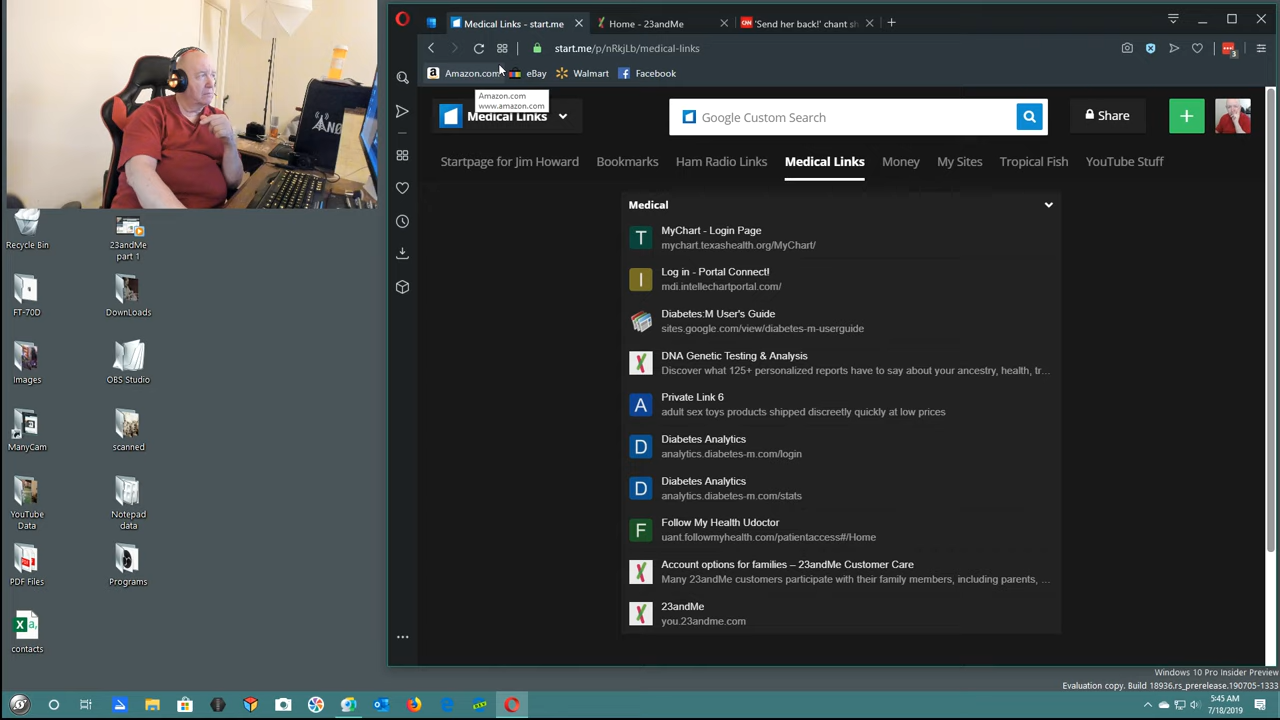 Medical Links - start.me
Home - 23andMe
'Send her back!' chant sh
start.me/p/nRkjLb/medical-links
3
Amazon.com
eBay
Walmart
Facebook
Amazon.com
www.amazon.com
Medical Links
Google Custom Search
Share
Startpage for Jim Howard
Bookmarks
Ham Radio Links
Medical Links
Money
My Sites
Tropical Fish
YouTube Stuff
Medical
T
MyChart - Login Page
mychart.texashealth.org/MyChart/
I
Log in - Portal Connect!
mdi.intellechartportal.com/
Diabetes:M User's Guide
sites.google.com/view/diabetes-m-userguide
DNA Genetic Testing & Analysis
Discover what 125+ personalized reports have to say about your ancestry, health, tr...
A
Private Link 6
adult sex toys products shipped discreetly quickly at low prices
D
Diabetes Analytics
analytics.diabetes-m.com/login
D
Diabetes Analytics
analytics.diabetes-m.com/stats
F
Follow My Health Udoctor
uant.followmyhealth.com/patientaccess#/Home
Account options for families – 23andMe Customer Care
Many 23andMe customers participate with their family members, including parents, ...
23andMe
you.23andme.com
Recycle Bin
23andMe
part 1
FT-70D
DownLoads
Images
OBS Studio
ManyCam
scanned
YouTube
Data
Notepad
data
PDF Files
Programs
contacts
Windows 10 Pro Insider Preview
Evaluation copy. Build 18936.rs_prerelease.190705-1333
5:45 AM
7/18/2019